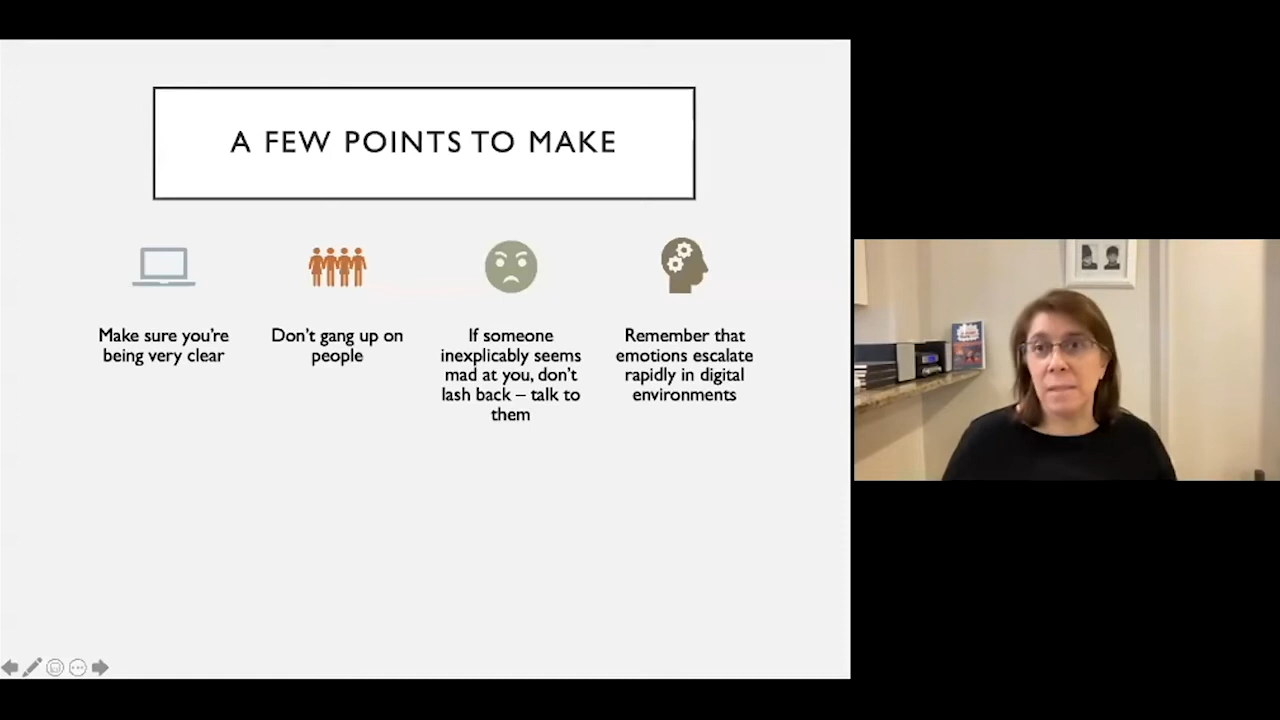 A FEW POINTS TO MAKE
Make sure you're
being very clear
Don't gang up on
people
If someone
inexplicably seems
mad at you, don't
lash back – talk to
them
Remember that
emotions escalate
rapidly in digital
environments